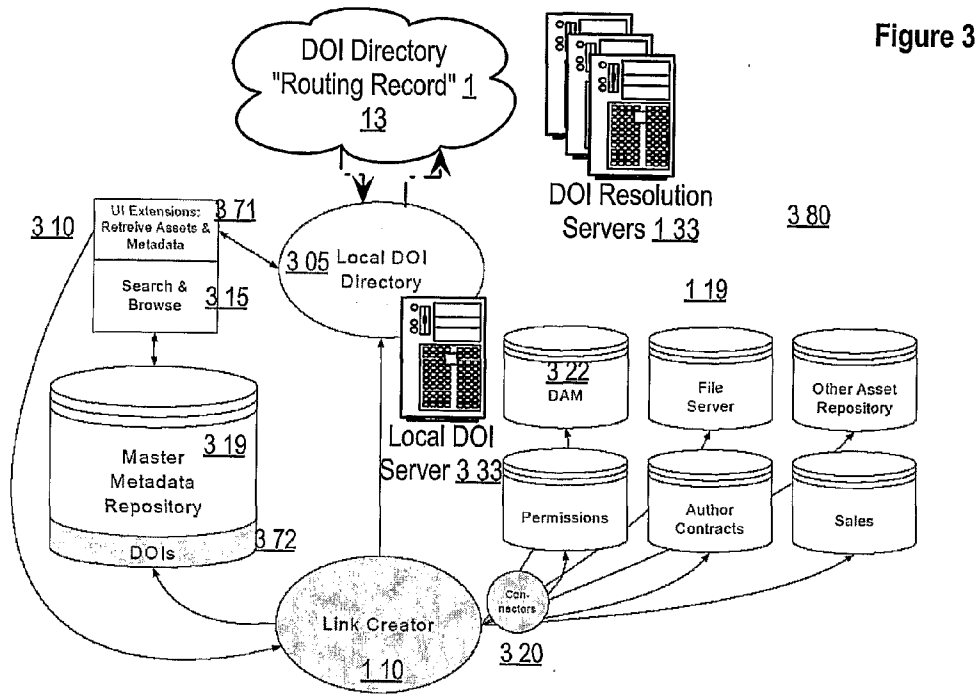 Figure 3
DOI Directory
"Routing Record" 1
13
DOI Resolution
Servers 1 33
3 80
3 10
UI Extensions:
Retreive Assets &
Metadata
3 71
3 05
Local DOI
Directory
Search &
Browse
3 15
1 19
3 22
DAM
File
Server
Other Asset
Repository
Local DOI
Server 3 33
3 19
Master
Metadata
Repository
DOIs
3 72
Permissions
Author
Contracts
Sales
Con-
nectors
3 20
Link Creator
1 10